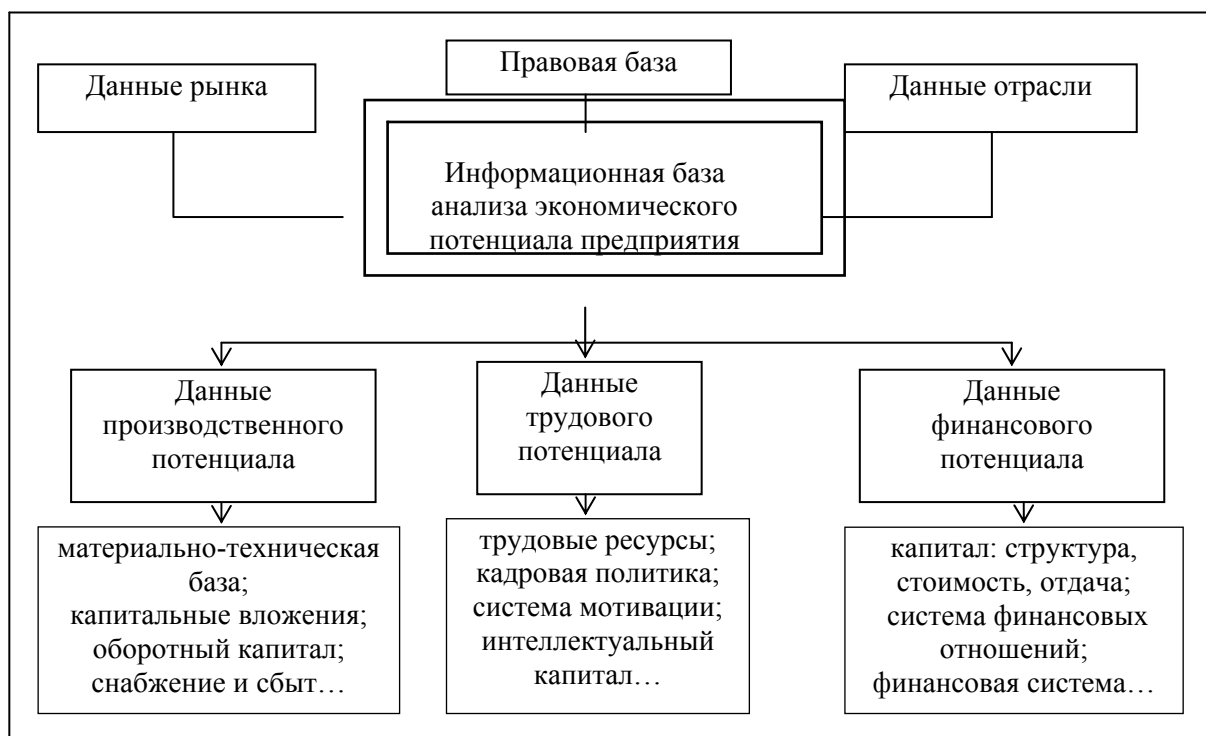 Правовая база
Данные рынка
Данные отрасли
Информационная база
анализа экономического
потенциала предприятия
Данные
производственного
потенциала
Данные
трудового
потенциала
Данные
финансового
потенциала
материально-техническая
база;
капитальные вложения;
оборотный капитал;
снабжение и сбыт…
трудовые ресурсы;
кадровая политика;
система мотивации;
интеллектуальный
капитал…
капитал: структура,
стоимость, отдача;
система финансовых
отношений;
финансовая система…